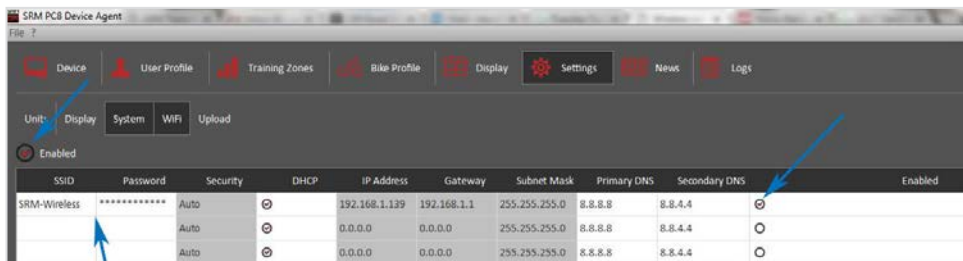 SRM PC8 Device Agent
File ?
Device User Profile Training Zones Bike Profile Display Settings News Logs
Units Display System WiFi Upload
Enabled
SSID Password Security DHCP IP Address Gateway Subnet Mask Primary DNS Secondary DNS Enabled
SRM-Wireless ************ Auto 192.168.1.139 192.168.1.1 255.255.255.0 8.8.8.8 8.8.4.4
Auto 0.0.0.0 0.0.0.0 255.255.255.0 8.8.8.8 8.8.4.4
Auto 0.0.0.0 0.0.0.0 255.255.255.0 8.8.8.8 8.8.4.4